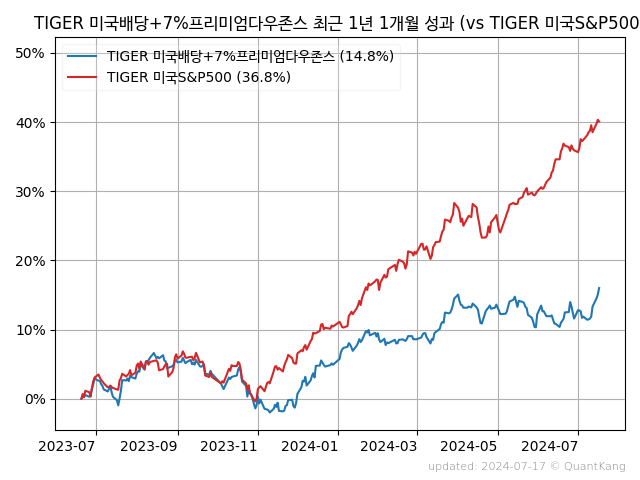 TIGER 미국배당+7%프리미엄다우존스 최근 1년 1개월 성과 (vs TIGER 미국S&P500
50%
TIGER 미국배당+7%프리미엄다우존스 (14.8%)
TIGER 미국S&P500 (36.8%)
40%
30%
20%
10%
0%
2023-07 2023-09 2023-11 2024-01 2024-03 2024-05 2024-07
updated: 2024-07-17 © QuantKang